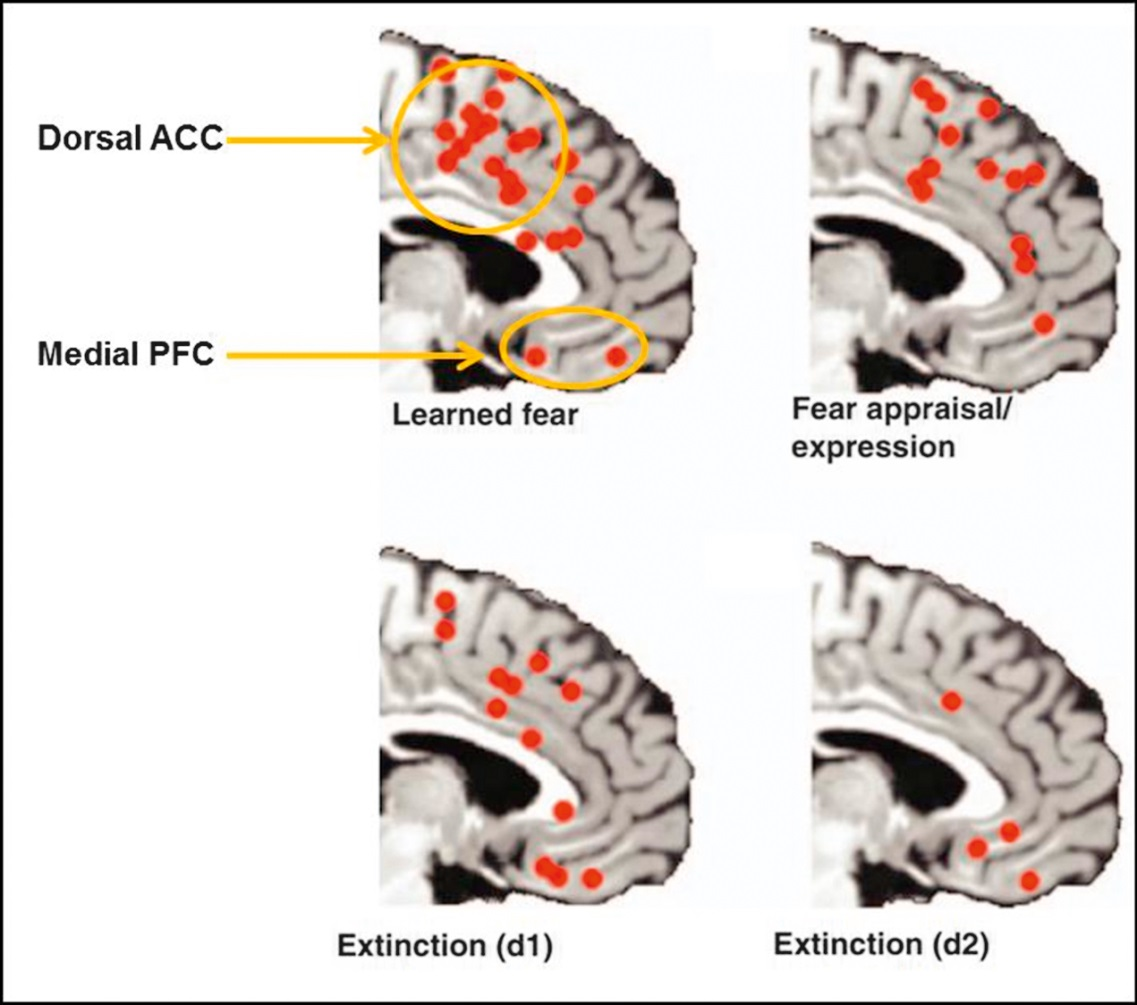 Dorsal ACC
Medial PFC
Learned fear
Fear appraisal/
expression
Extinction (d1)
Extinction (d2)